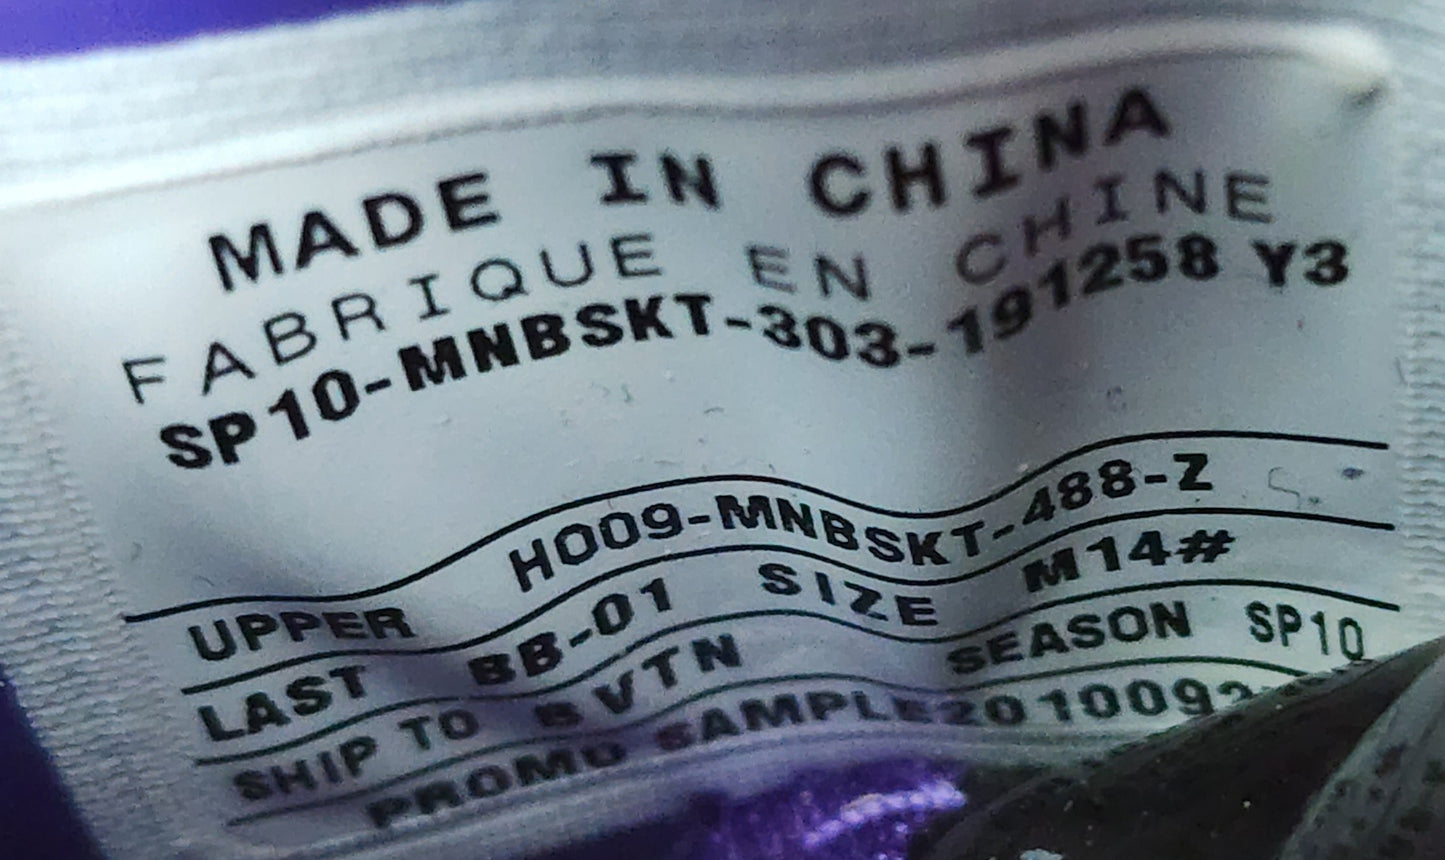 MADE IN CHINA
FABRIQUE EN CHINE
SP10-MNBSKT-303-191258 Y3
UPPER H009-MNBSKT-488-Z
LAST BB-01 SIZE M14#
SHIP TO BVTN SEASON SP10
PROMO SAMPLE